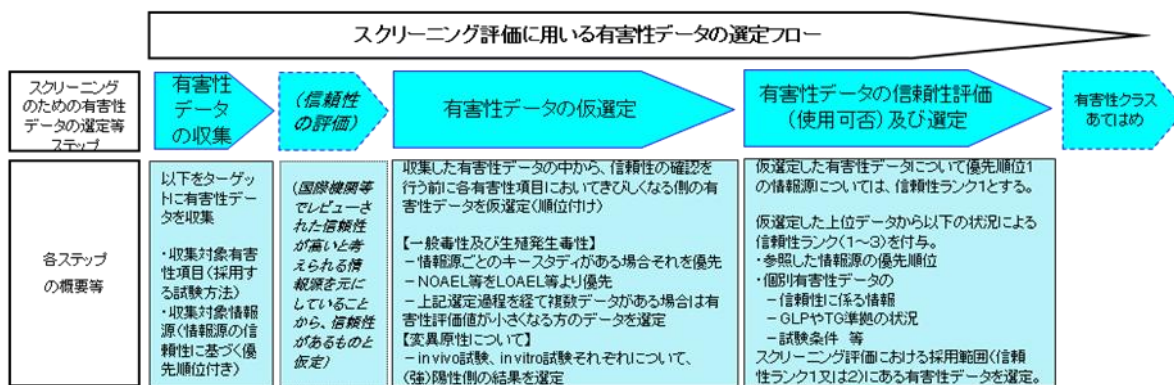 スクリーニング評価に用いる有害性データの選定フロー
スクリーニング
のための有害性
データの選定等
ステップ
有害性
データ
の収集
(信頼性
の評価)
有害性データの仮選定
有害性データの信頼性評価
(使用可否)及び選定
有害性クラス
あてはめ
各ステップ
の概要等
以下をターゲッ
トに有害性デー
タを収集
・収集対象有害
性項目(採用す
る試験方法)
・収集対象情報
源(情報源の信
頼性に基づく優
先順位付き)
(国際機関等
でレビューさ
れた信頼性
が高いと考
えられる情
報源を元に
していること
から、信頼性
があるものと
仮定)
収集した有害性データの中から、信頼性の確認を
行う前に各有害性項目においてきびしくなる側の有
害性データを仮選定(順位付け)
【一般毒性及び生殖発生毒性】
－情報源ごとのキースタディがある場合それを優先
－NOAEL等をLOAEL等より優先
－上記選定過程を経て複数データがある場合は有
害性評価値が小さくなる方のデータを選定
【変異原性について】
－in vivo試験、in vitro試験それぞれについて、
(強)陽性側の結果を選定
仮選定した有害性データについて優先順位1
の情報源については、信頼性ランク1とする。
仮選定した上位データから以下の状況による
信頼性ランク(1～3)を付与。
・参照した情報源の優先順位
・個別有害性データの
－信頼性に係る情報
－GLPやTG準拠の状況
－試験条件 等
スクリーニング評価における採用範囲(信頼
性ランク1又は2)にある有害性データを選定。